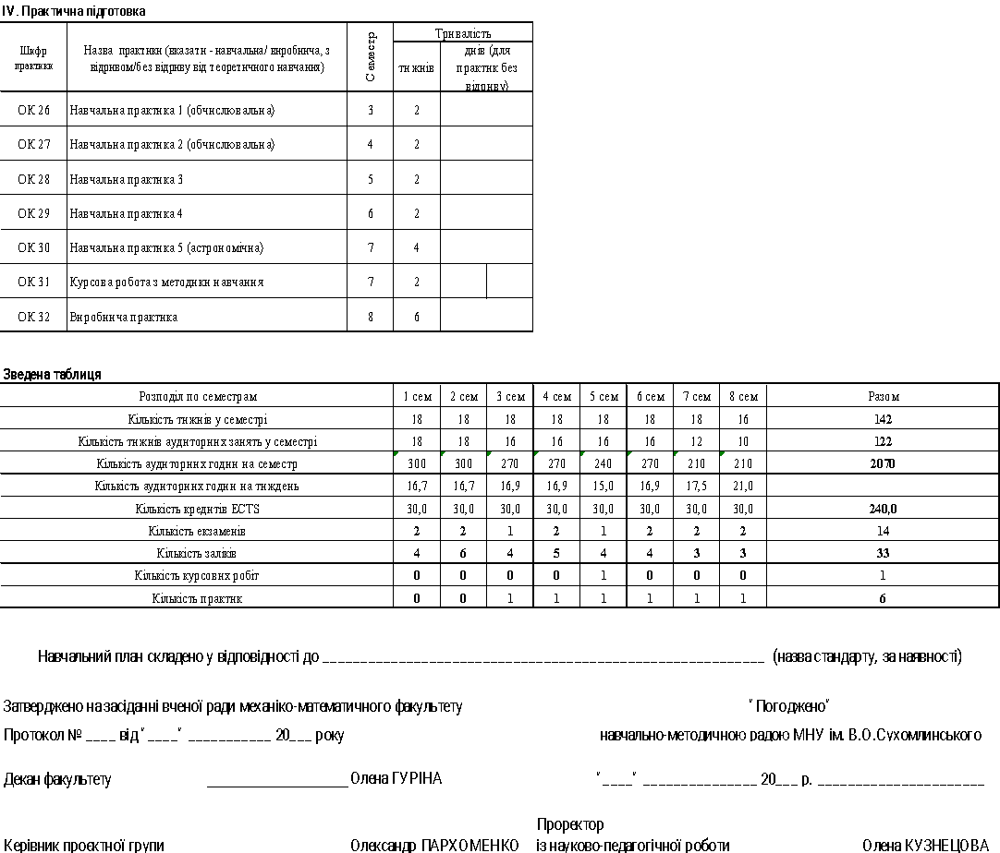 IV. Практична підготовка
Шифр практики | Назва практики (вказати - навчальна/ виробнича, з відривом/без відриву від теоретичного навчання) | Семестр | Тривалість
тижнів | днів (для практик без відриву)
ОК 26 | Навчальна практика 1 (обчислювальна) | 3 | 2
ОК 27 | Навчальна практика 2 (обчислювальна) | 4 | 2
ОК 28 | Навчальна практика 3 | 5 | 2
ОК 29 | Навчальна практика 4 | 6 | 2
ОК 30 | Навчальна практика 5 (астрономічна) | 7 | 4
ОК 31 | Курсова робота з методики навчання | 7 | 2
ОК 32 | Виробнича практика | 8 | 6
Зведена таблиця
Розподіл по семестрам | 1 сем | 2 сем | 3 сем | 4 сем | 5 сем | 6 сем | 7 сем | 8 сем | Разом
Кількість тижнів у семестрі | 18 | 18 | 18 | 18 | 18 | 18 | 18 | 16 | 142
Кількість тижнів аудиторних занять у семестрі | 18 | 18 | 16 | 16 | 16 | 16 | 12 | 10 | 122
Кількість аудиторних годин на семестр | 300 | 300 | 270 | 270 | 240 | 270 | 210 | 210 | 2070
Кількість аудиторних годин на тиждень | 16,7 | 16,7 | 16,9 | 16,9 | 15,0 | 16,9 | 17,5 | 21,0
Кількість кредитів ECTS | 30,0 | 30,0 | 30,0 | 30,0 | 30,0 | 30,0 | 30,0 | 30,0 | 240,0
Кількість екзаменів | 2 | 2 | 1 | 2 | 1 | 2 | 2 | 2 | 14
Кількість заліків | 4 | 6 | 4 | 5 | 4 | 4 | 3 | 3 | 33
Кількість курсових робіт | 0 | 0 | 0 | 0 | 1 | 0 | 0 | 0 | 1
Кількість практик | 0 | 0 | 1 | 1 | 1 | 1 | 1 | 1 | 6
Навчальний план складено у відповідності до ____________________ (назва стандарту, за наявності)
Затверджено на засіданні вченої ради механіко-математичного факультету
"Погоджено"
Протокол № ____ від "____" ___________ 20___ року
навчально-методичною радою МНУ ім. В.О.Сухомлинського
Декан факультету ____________________ Олена ГУРІНА
"____" _______________ 20___ р. ______________________
Проректор
Керівник проєктної групи Олександр ПАРХОМЕНКО
із науково-педагогічної роботи Олена КУЗНЕЦОВА